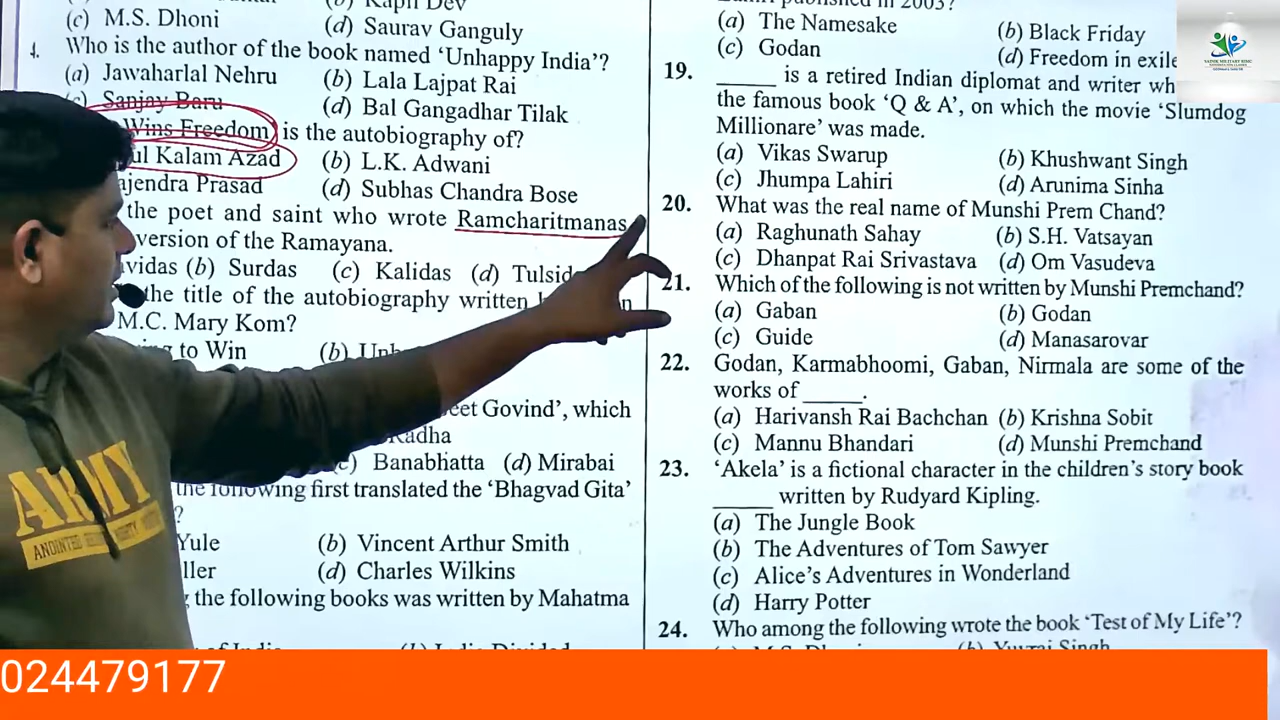 (c) M.S. Dhoni
(d) Saurav Ganguly
4. Who is the author of the book named ‘Unhappy India’?
(a) Jawaharlal Nehru (b) Lala Lajpat Rai
(c) Sanjay Baru (d) Bal Gangadhar Tilak
Wins Freedom is the autobiography of?
Kalam Azad (b) L.K. Adwani
Prasad (d) Subhas Chandra Bose
the poet and saint who wrote Ramcharitmanas
version of the Ramayana.
(b) Surdas (c) Kalidas (d)
the title of the autobiography written
M.C. Mary Kom?
to Win (b)
Govind’, which
Radha
Banabhatta (d) Mirabai
the following first translated the ‘Bhagvad Gita’
?
Yule (b) Vincent Arthur Smith
(d) Charles Wilkins
the following books was written by Mahatma
published in 2003?
(a) The Namesake (b) Black Friday
(c) Godan (d) Freedom in exile
19. _____ is a retired Indian diplomat and writer
the famous book ‘Q & A’, on which the movie ‘Slumdog
Millionare’ was made.
(a) Vikas Swarup (b) Khushwant Singh
(c) Jhumpa Lahiri (d) Arunima Sinha
20. What was the real name of Munshi Prem Chand?
(a) Raghunath Sahay (b) S.H. Vatsayan
(c) Dhanpat Rai Srivastava (d) Om Vasudeva
21. Which of the following is not written by Munshi Premchand?
(a) Gaban (b) Godan
(c) Guide (d) Manasarovar
22. Godan, Karmabhoomi, Gaban, Nirmala are some of the
works of _____.
(a) Harivansh Rai Bachchan (b) Krishna Sobit
(c) Mannu Bhandari (d) Munshi Premchand
23. ‘Akela’ is a fictional character in the children’s story book
_____ written by Rudyard Kipling.
(a) The Jungle Book
(b) The Adventures of Tom Sawyer
(c) Alice’s Adventures in Wonderland
(d) Harry Potter
24. Who among the following wrote the book ‘Test of My Life’?
(b) Yuvraj Singh
ARMY
024479177